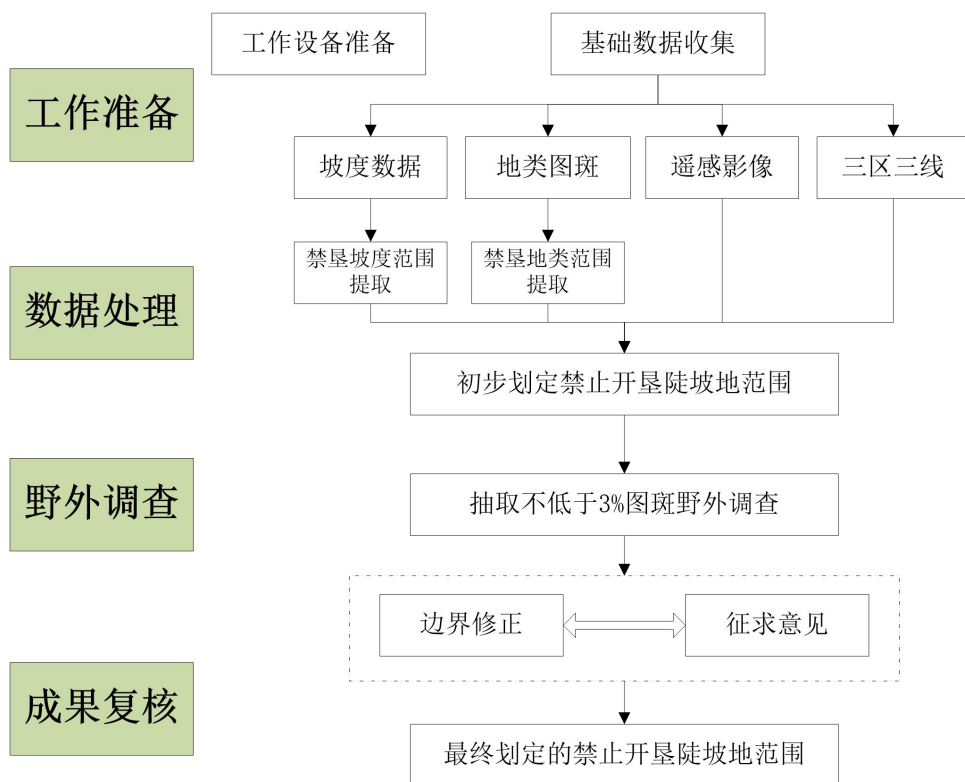 工作设备准备
基础数据收集
工作准备
坡度数据
地类图斑
遥感影像
三区三线
禁垦坡度范围
提取
禁垦地类范围
提取
数据处理
初步划定禁止开垦陡坡地范围
野外调查
抽取不低于3%图斑野外调查
边界修正
征求意见
成果复核
最终划定的禁止开垦陡坡地范围